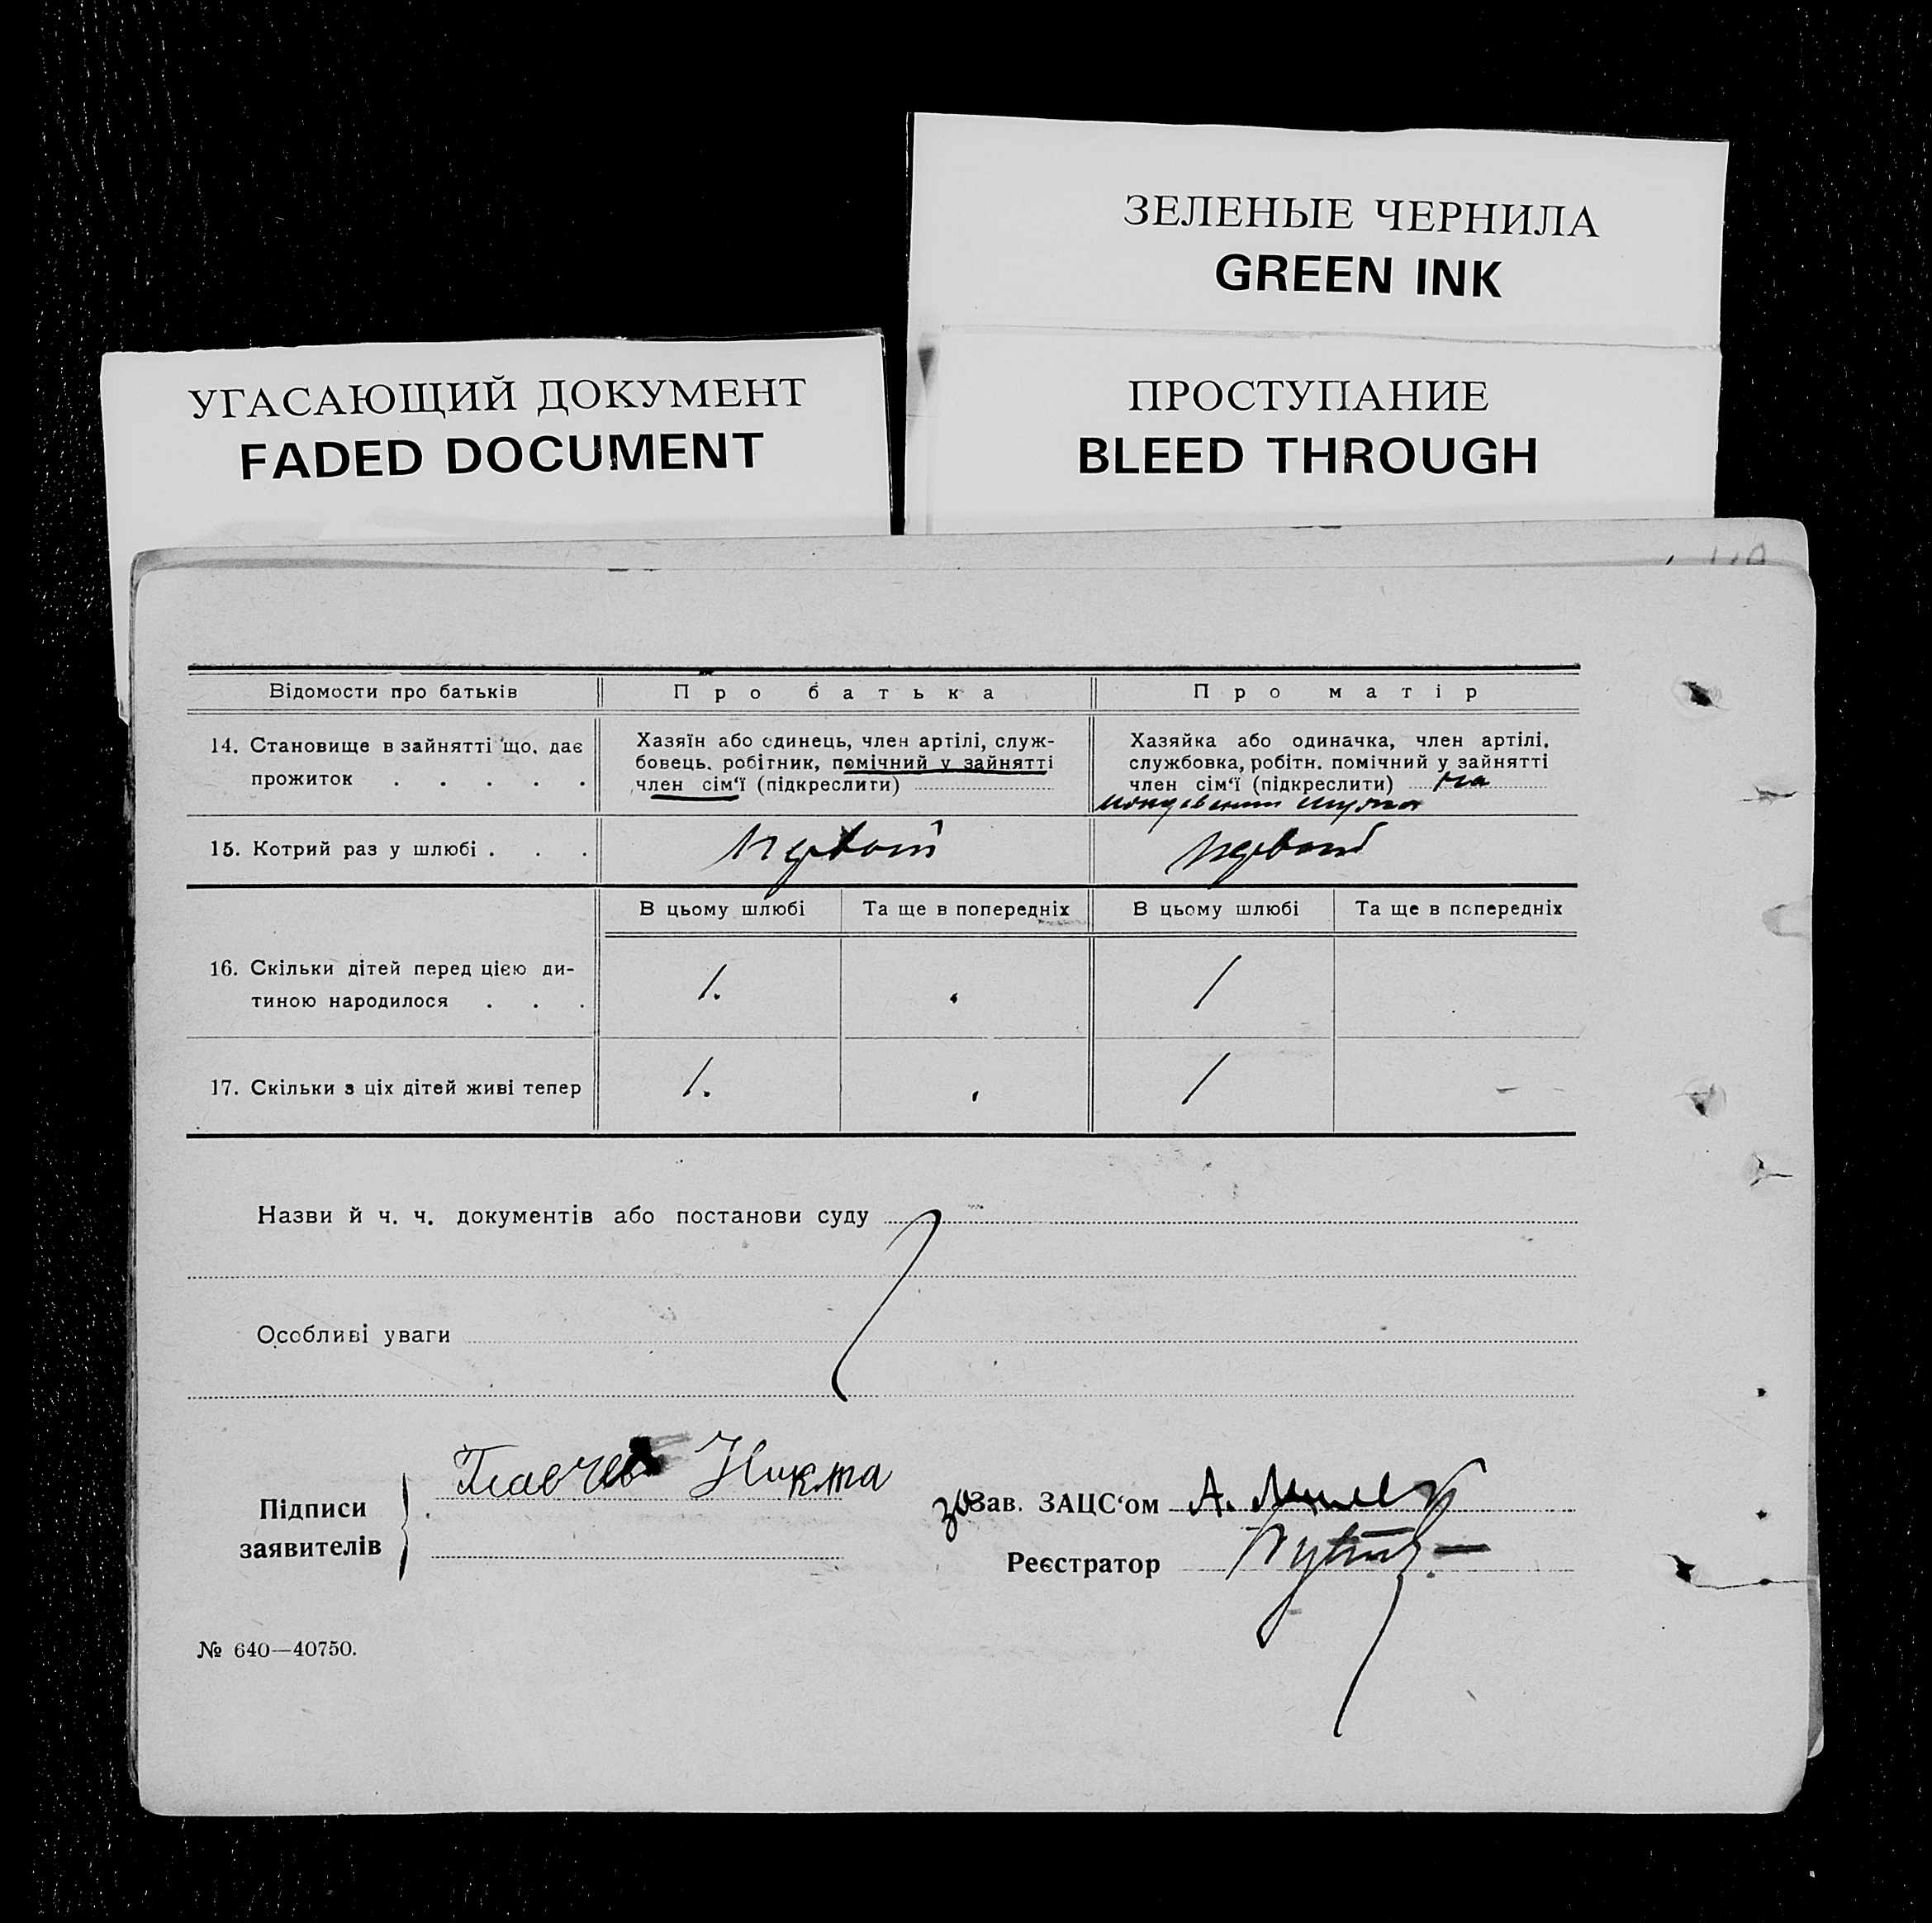 ЗЕЛЕНЫЕ ЧЕРНИЛА
GREEN INK
УГАСАЮЩИЙ ДОКУМЕНТ
FADED DOCUMENT
ПРОСТУПАНИЕ
BLEED THROUGH
Відомости про батьків
Про батька
Про матір
14. Становище в зайнятті що, дає
прожиток . . . . .
Хазяїн або одинець, член артілі, служ-
бовець, робітник, помічний у зайнятті
член сім'ї (підкреслити)
Хазяйка або одиначка, член артілі,
службовка, робітн. помічний у зайнятті
член сім'ї (підкреслити) на
15. Котрий раз у шлюбі . . .
первый
первый
В цьому шлюбі
Та ще в попередніх
В цьому шлюбі
Та ще в попередніх
16. Скільки дітей перед цією ди-
тиною народилося . . .
1.
1
17. Скільки з ціх дітей живі тепер
1.
1
Назви й ч. ч. документів або постанови суду
Особливі уваги
Підписи
заявителів
за Зав. ЗАЦС'ом А.
Реєстратор
№ 640—40750.